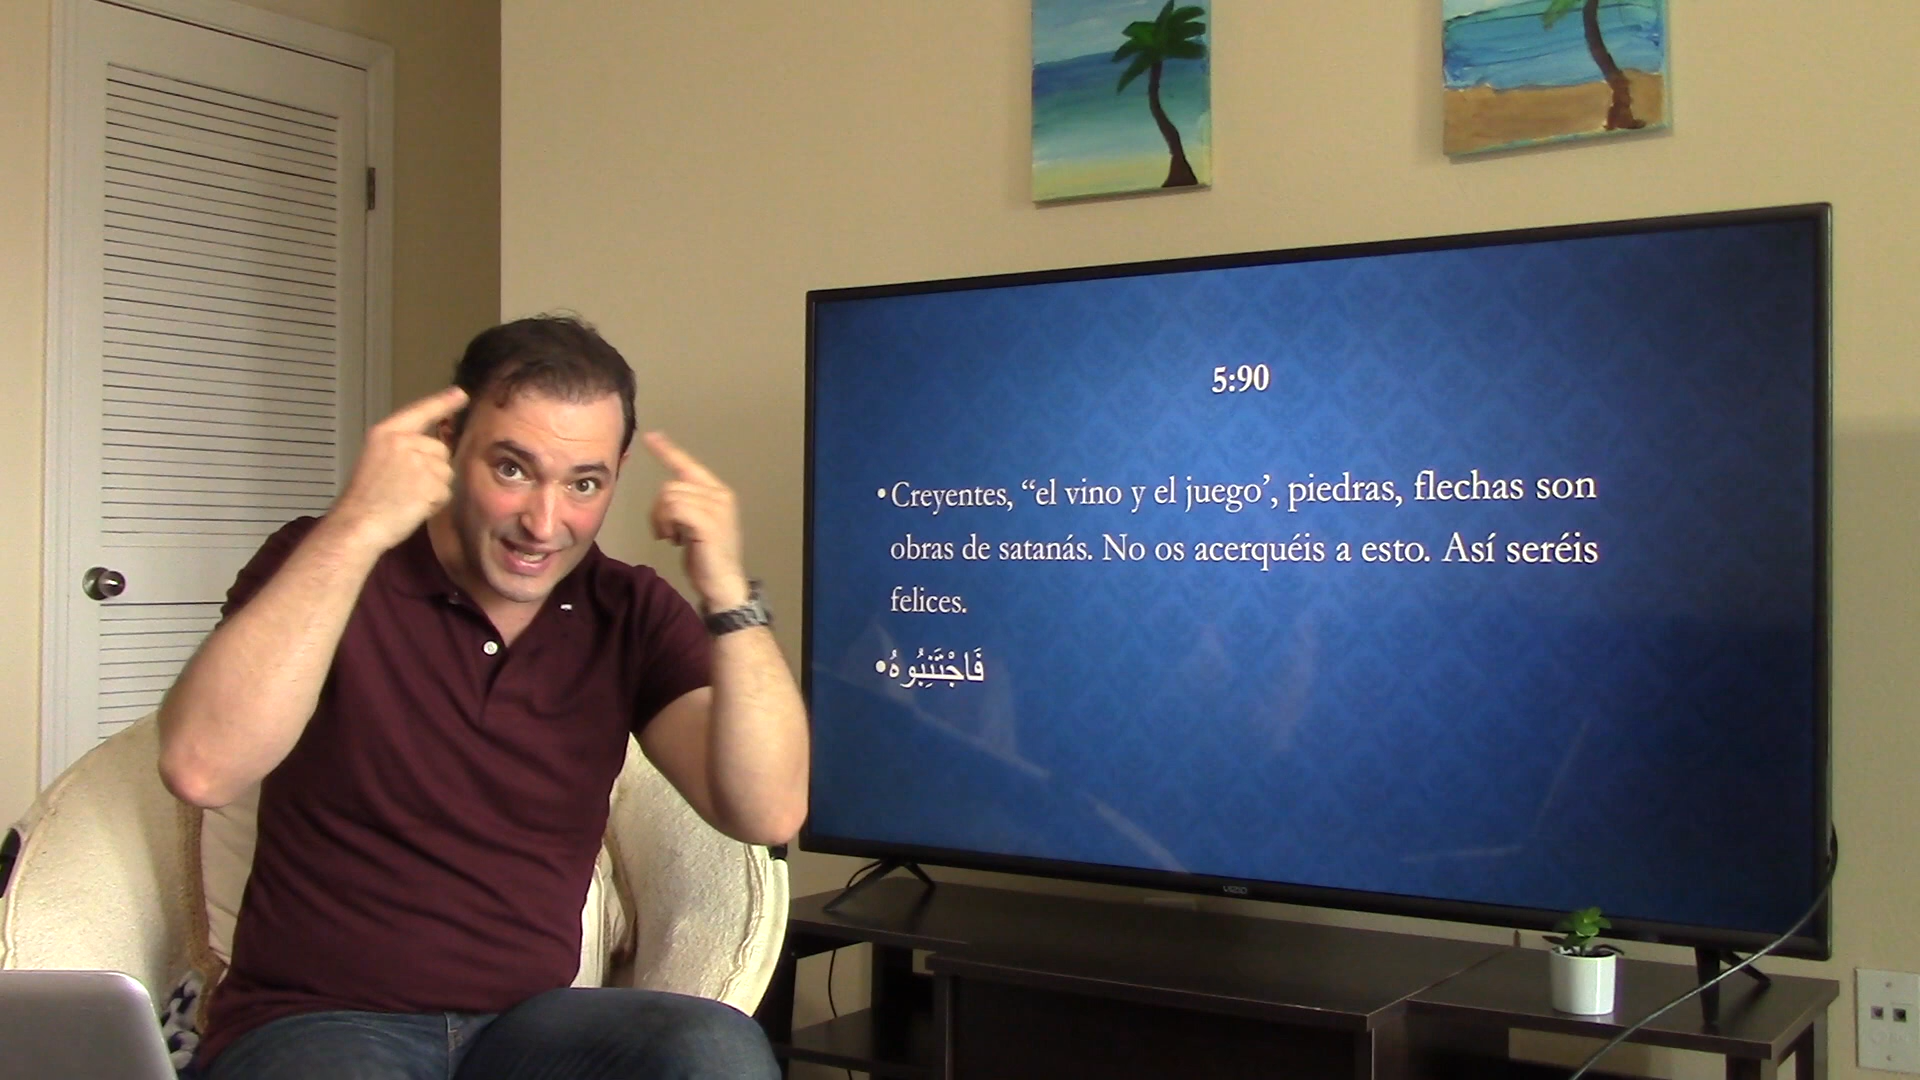 5:90
•Creyentes, “el vino y el juego’, piedras, flechas son
obras de satanás. No os acerquéis a esto. Así seréis
felices.
•فَاجْتَنِبُوهُ
VIZIO